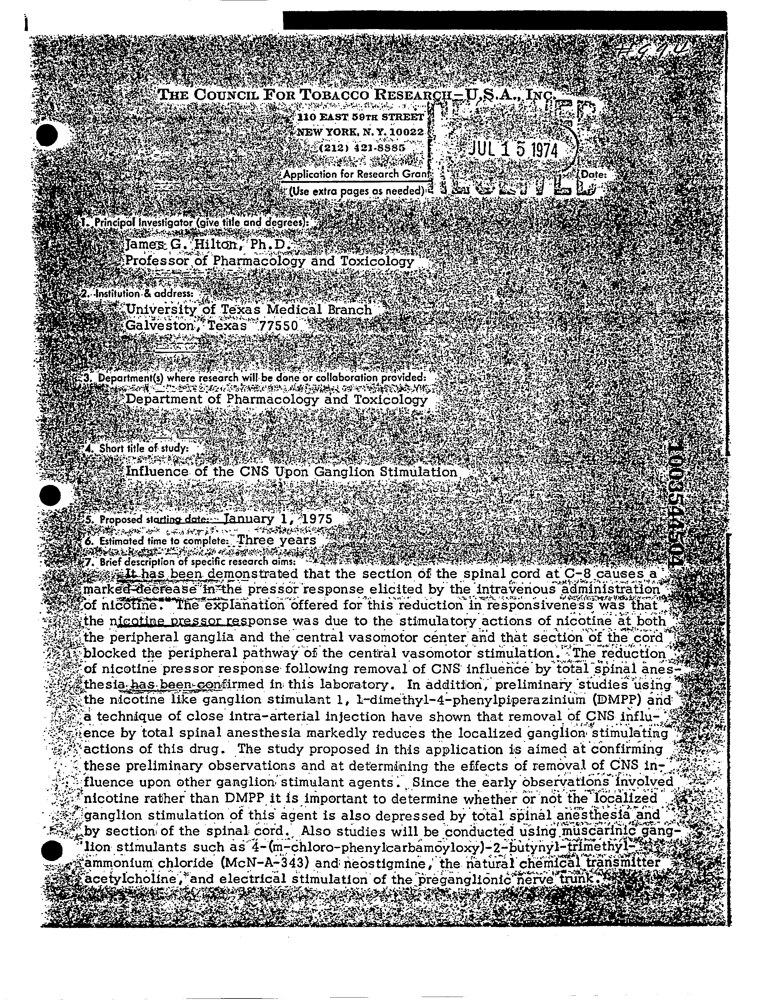 #994
THE COUNCIL FOR TOBACCO RESEARCH—U.S.A., INC.
110 EAST 59TH STREET
NEW YORK, N. Y. 10022
(212) 421-8885
JUL 15 1974
Application for Research Grant
Date:
(Use extra pages as needed)
1. Principal Investigator (give title and degrees):
James G. Hilton, Ph.D.
Professor of Pharmacology and Toxicology
2. Institution & address:
University of Texas Medical Branch
Galveston, Texas 77550
3. Department(s) where research will be done or collaboration provided:
Department of Pharmacology and Toxicology
4. Short title of study:
Influence of the CNS Upon Ganglion Stimulation
5. Proposed starting date: January 1, 1975
6. Estimated time to complete: Three years
7. Brief description of specific research aims:
It has been demonstrated that the section of the spinal cord at C-8 causes a
marked decrease in the pressor response elicited by the intravenous administration
of nicotine. The explanation offered for this reduction in responsiveness was that
the nicotine pressor response was due to the stimulatory actions of nicotine at both
the peripheral ganglia and the central vasomotor center and that section of the cord
blocked the peripheral pathway of the central vasomotor stimulation. The reduction
of nicotine pressor response following removal of CNS influence by total spinal anes-
thesia has been confirmed in this laboratory. In addition, preliminary studies using
the nicotine like ganglion stimulant 1, 1-dimethyl-4-phenylpiperazinium (DMPP) and
a technique of close intra-arterial injection have shown that removal of CNS influ-
ence by total spinal anesthesia markedly reduces the localized ganglion stimulating
actions of this drug. The study proposed in this application is aimed at confirming
these preliminary observations and at determining the effects of removal of CNS in-
fluence upon other ganglion stimulant agents. Since the early observations involved
nicotine rather than DMPP it is important to determine whether or not the localized
ganglion stimulation of this agent is also depressed by total spinal anesthesia and
by section of the spinal cord. Also studies will be conducted using muscarinic gang-
lion stimulants such as 4-(m-chloro-phenylcarbamoyloxy)-2-butynyl-trimethyl-
ammonium chloride (McN-A-343) and neostigmine, the natural chemical transmitter
acetylcholine, and electrical stimulation of the preganglionic nerve trunk.
1003544504